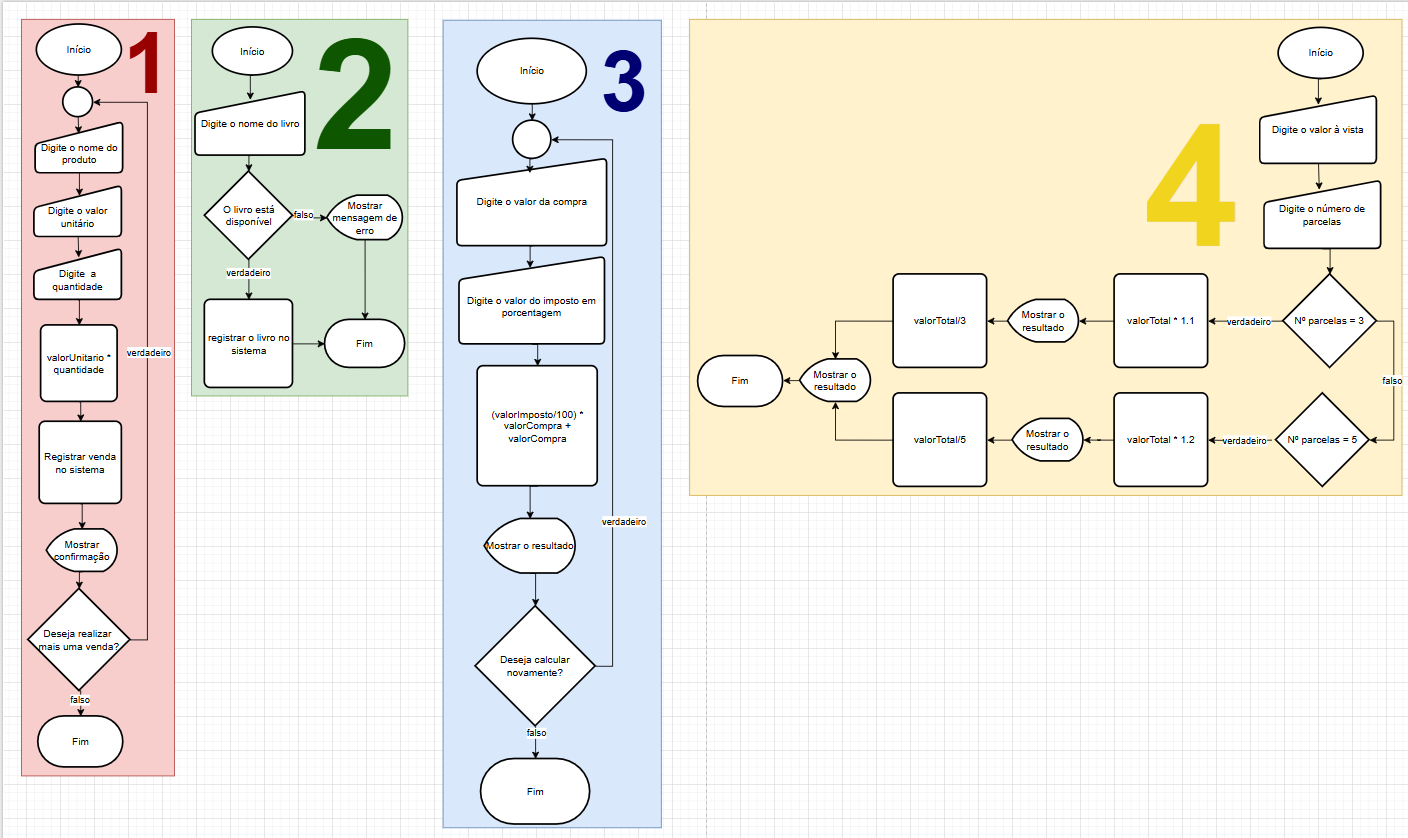 1
Início
Digite o nome do
produto
Digite o valor
unitário
Digite a
quantidade
valorUnitario *
quantidade
verdadeiro
Registrar venda
no sistema
Mostrar
confirmação
Deseja realizar
mais uma venda?
falso
Fim
2
Início
Digite o nome do livro
O livro está
disponível
falso
Mostrar
mensagem de
erro
verdadeiro
registrar o livro no
sistema
Fim
3
Início
Digite o valor da compra
Digite o valor do imposto em
porcentagem
(valorImposto/100) *
valorCompra +
valorCompra
verdadeiro
Mostrar o resultado
Deseja calcular
novamente?
falso
Fim
4
Início
Digite o valor à vista
Digite o número de
parcelas
Nº parcelas = 3
verdadeiro
valorTotal * 1.1
Mostrar o
resultado
valorTotal/3
falso
Nº parcelas = 5
verdadeiro
valorTotal * 1.2
Mostrar o
resultado
valorTotal/5
Mostrar o
resultado
Fim